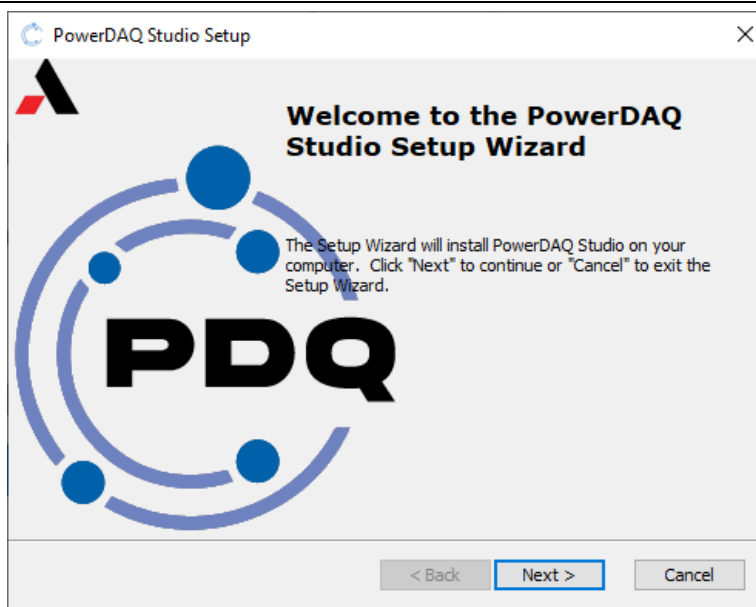 PowerDAQ Studio Setup
Welcome to the PowerDAQ
Studio Setup Wizard
The Setup Wizard will install PowerDAQ Studio on your
computer. Click "Next" to continue or "Cancel" to exit the
Setup Wizard.
PDQ
< Back Next > Cancel